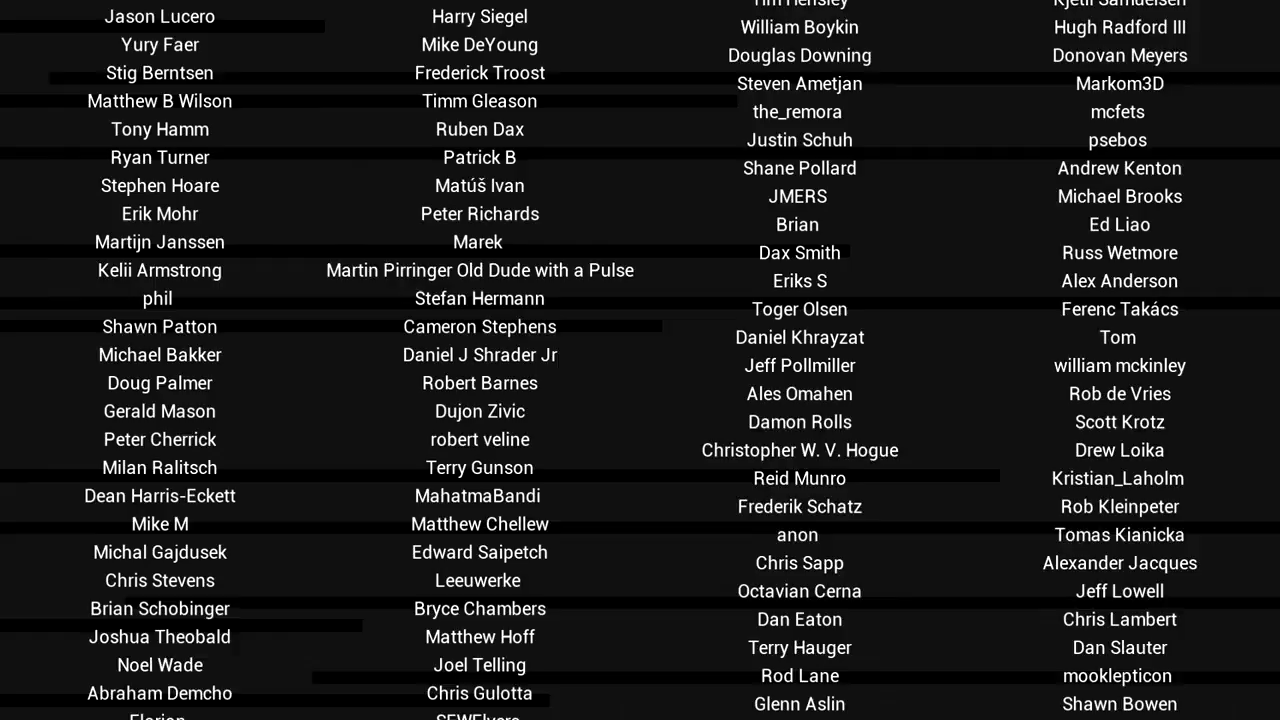 Jason Lucero
Yury Faer
Stig Berntsen
Matthew B Wilson
Tony Hamm
Ryan Turner
Stephen Hoare
Erik Mohr
Martijn Janssen
Kelii Armstrong
phil
Shawn Patton
Michael Bakker
Doug Palmer
Gerald Mason
Peter Cherrick
Milan Ralitsch
Dean Harris-Eckett
Mike M
Michal Gajdusek
Chris Stevens
Brian Schobinger
Joshua Theobald
Noel Wade
Abraham Demcho
Florian
Harry Siegel
Mike DeYoung
Frederick Troost
Timm Gleason
Ruben Dax
Patrick B
Matúš Ivan
Peter Richards
Marek
Martin Pirringer Old Dude with a Pulse
Stefan Hermann
Cameron Stephens
Daniel J Shrader Jr
Robert Barnes
Dujon Zivic
robert veline
Terry Gunson
MahatmaBandi
Matthew Chellew
Edward Saipetch
Leeuwerke
Bryce Chambers
Matthew Hoff
Joel Telling
Chris Gulotta
Tim Hensley
William Boykin
Douglas Downing
Steven Ametjan
the_remora
Justin Schuh
Shane Pollard
JMERS
Brian
Dax Smith
Eriks S
Toger Olsen
Daniel Khrayzat
Jeff Pollmiller
Ales Omahen
Damon Rolls
Christopher W. V. Hogue
Reid Munro
Frederik Schatz
anon
Chris Sapp
Octavian Cerna
Dan Eaton
Terry Hauger
Rod Lane
Glenn Aslin
Kjetil Samuelsen
Hugh Radford III
Donovan Meyers
Markom3D
mcfets
psebos
Andrew Kenton
Michael Brooks
Ed Liao
Russ Wetmore
Alex Anderson
Ferenc Takács
Tom
william mckinley
Rob de Vries
Scott Krotz
Drew Loika
Kristian_Laholm
Rob Kleinpeter
Tomas Kianicka
Alexander Jacques
Jeff Lowell
Chris Lambert
Dan Slauter
mooklepticon
Shawn Bowen